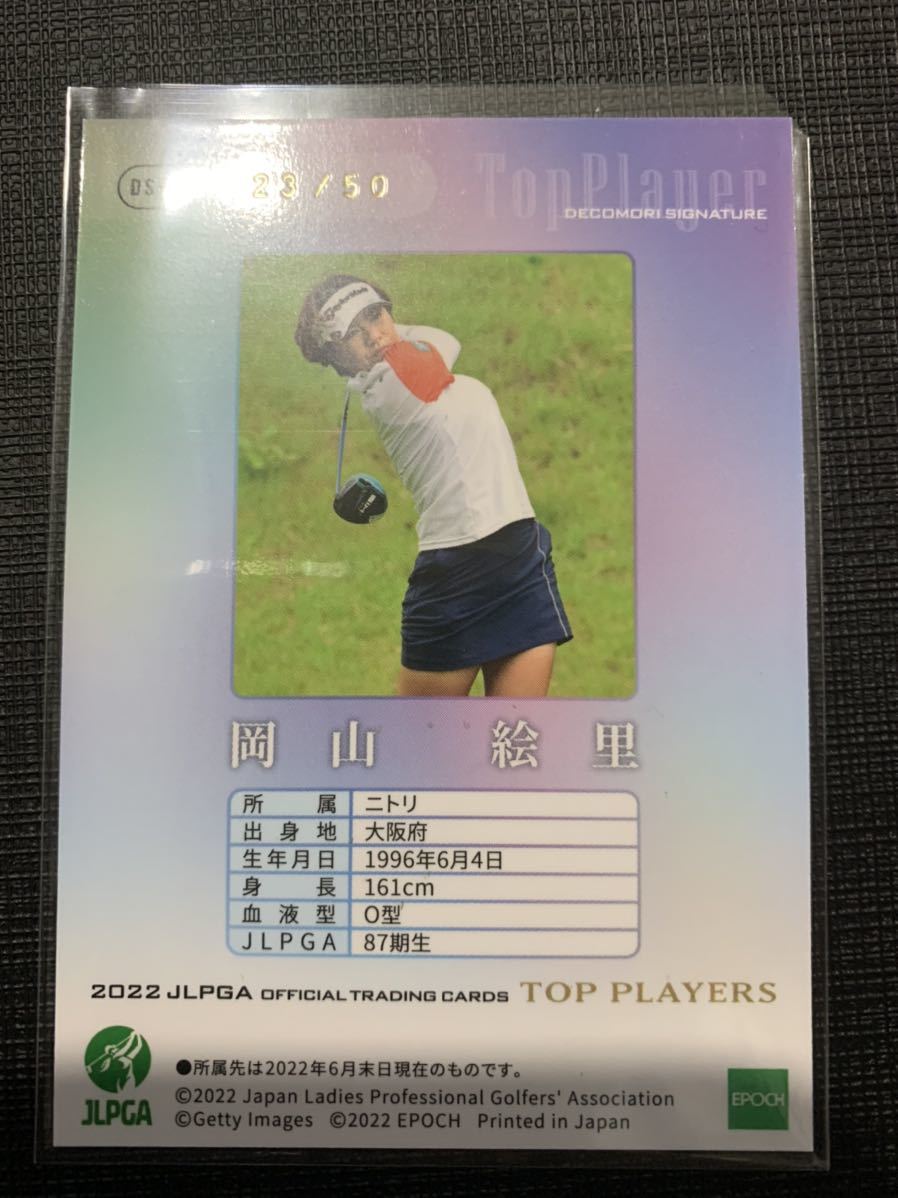 DS
23/50
TopPlayer
DECOMORI SIGNATURE
TaylorMade
岡山 絵里
所属 ニトリ
出身地 大阪府
生年月日 1996年6月4日
身長 161cm
血液型 O型
JLPGA 87期生
2022 JLPGA OFFICIAL TRADING CARDS TOP PLAYERS
●所属先は2022年6月末日現在のものです。
©2022 Japan Ladies Professional Golfers' Association
©Getty Images ©2022 EPOCH Printed in Japan
JLPGA
EPOCH